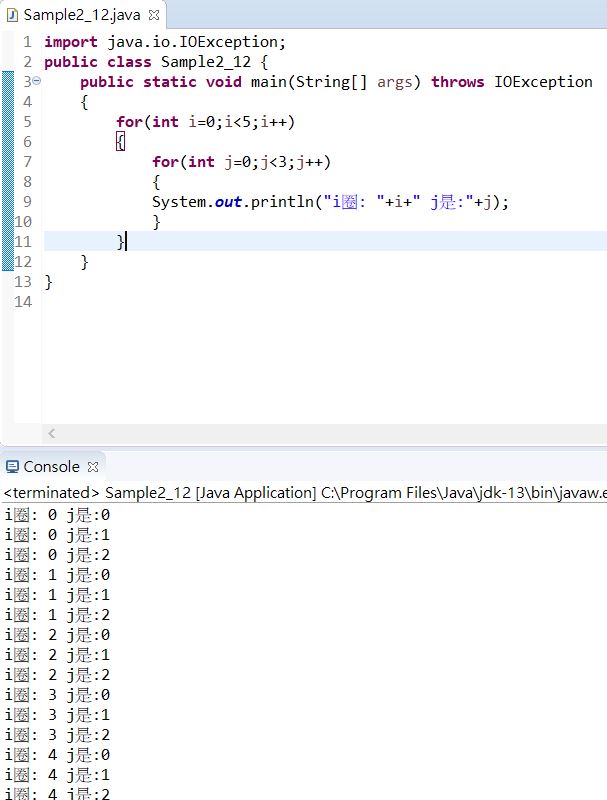 Sample2_12.java
1 import java.io.IOException;
2 public class Sample2_12 {
3 public static void main(String[] args) throws IOException
4 {
5 for(int i=0;i<5;i++)
6 {
7 for(int j=0;j<3;j++)
8 {
9 System.out.println("i圈: "+i+" j是:"+j);
10 }
11 }
12 }
13 }
14
Console
<terminated> Sample2_12 [Java Application] C:\Program Files\Java\jdk-13\bin\javaw.e
i圈: 0 j是:0
i圈: 0 j是:1
i圈: 0 j是:2
i圈: 1 j是:0
i圈: 1 j是:1
i圈: 1 j是:2
i圈: 2 j是:0
i圈: 2 j是:1
i圈: 2 j是:2
i圈: 3 j是:0
i圈: 3 j是:1
i圈: 3 j是:2
i圈: 4 j是:0
i圈: 4 j是:1
i圈: 4 j是:2